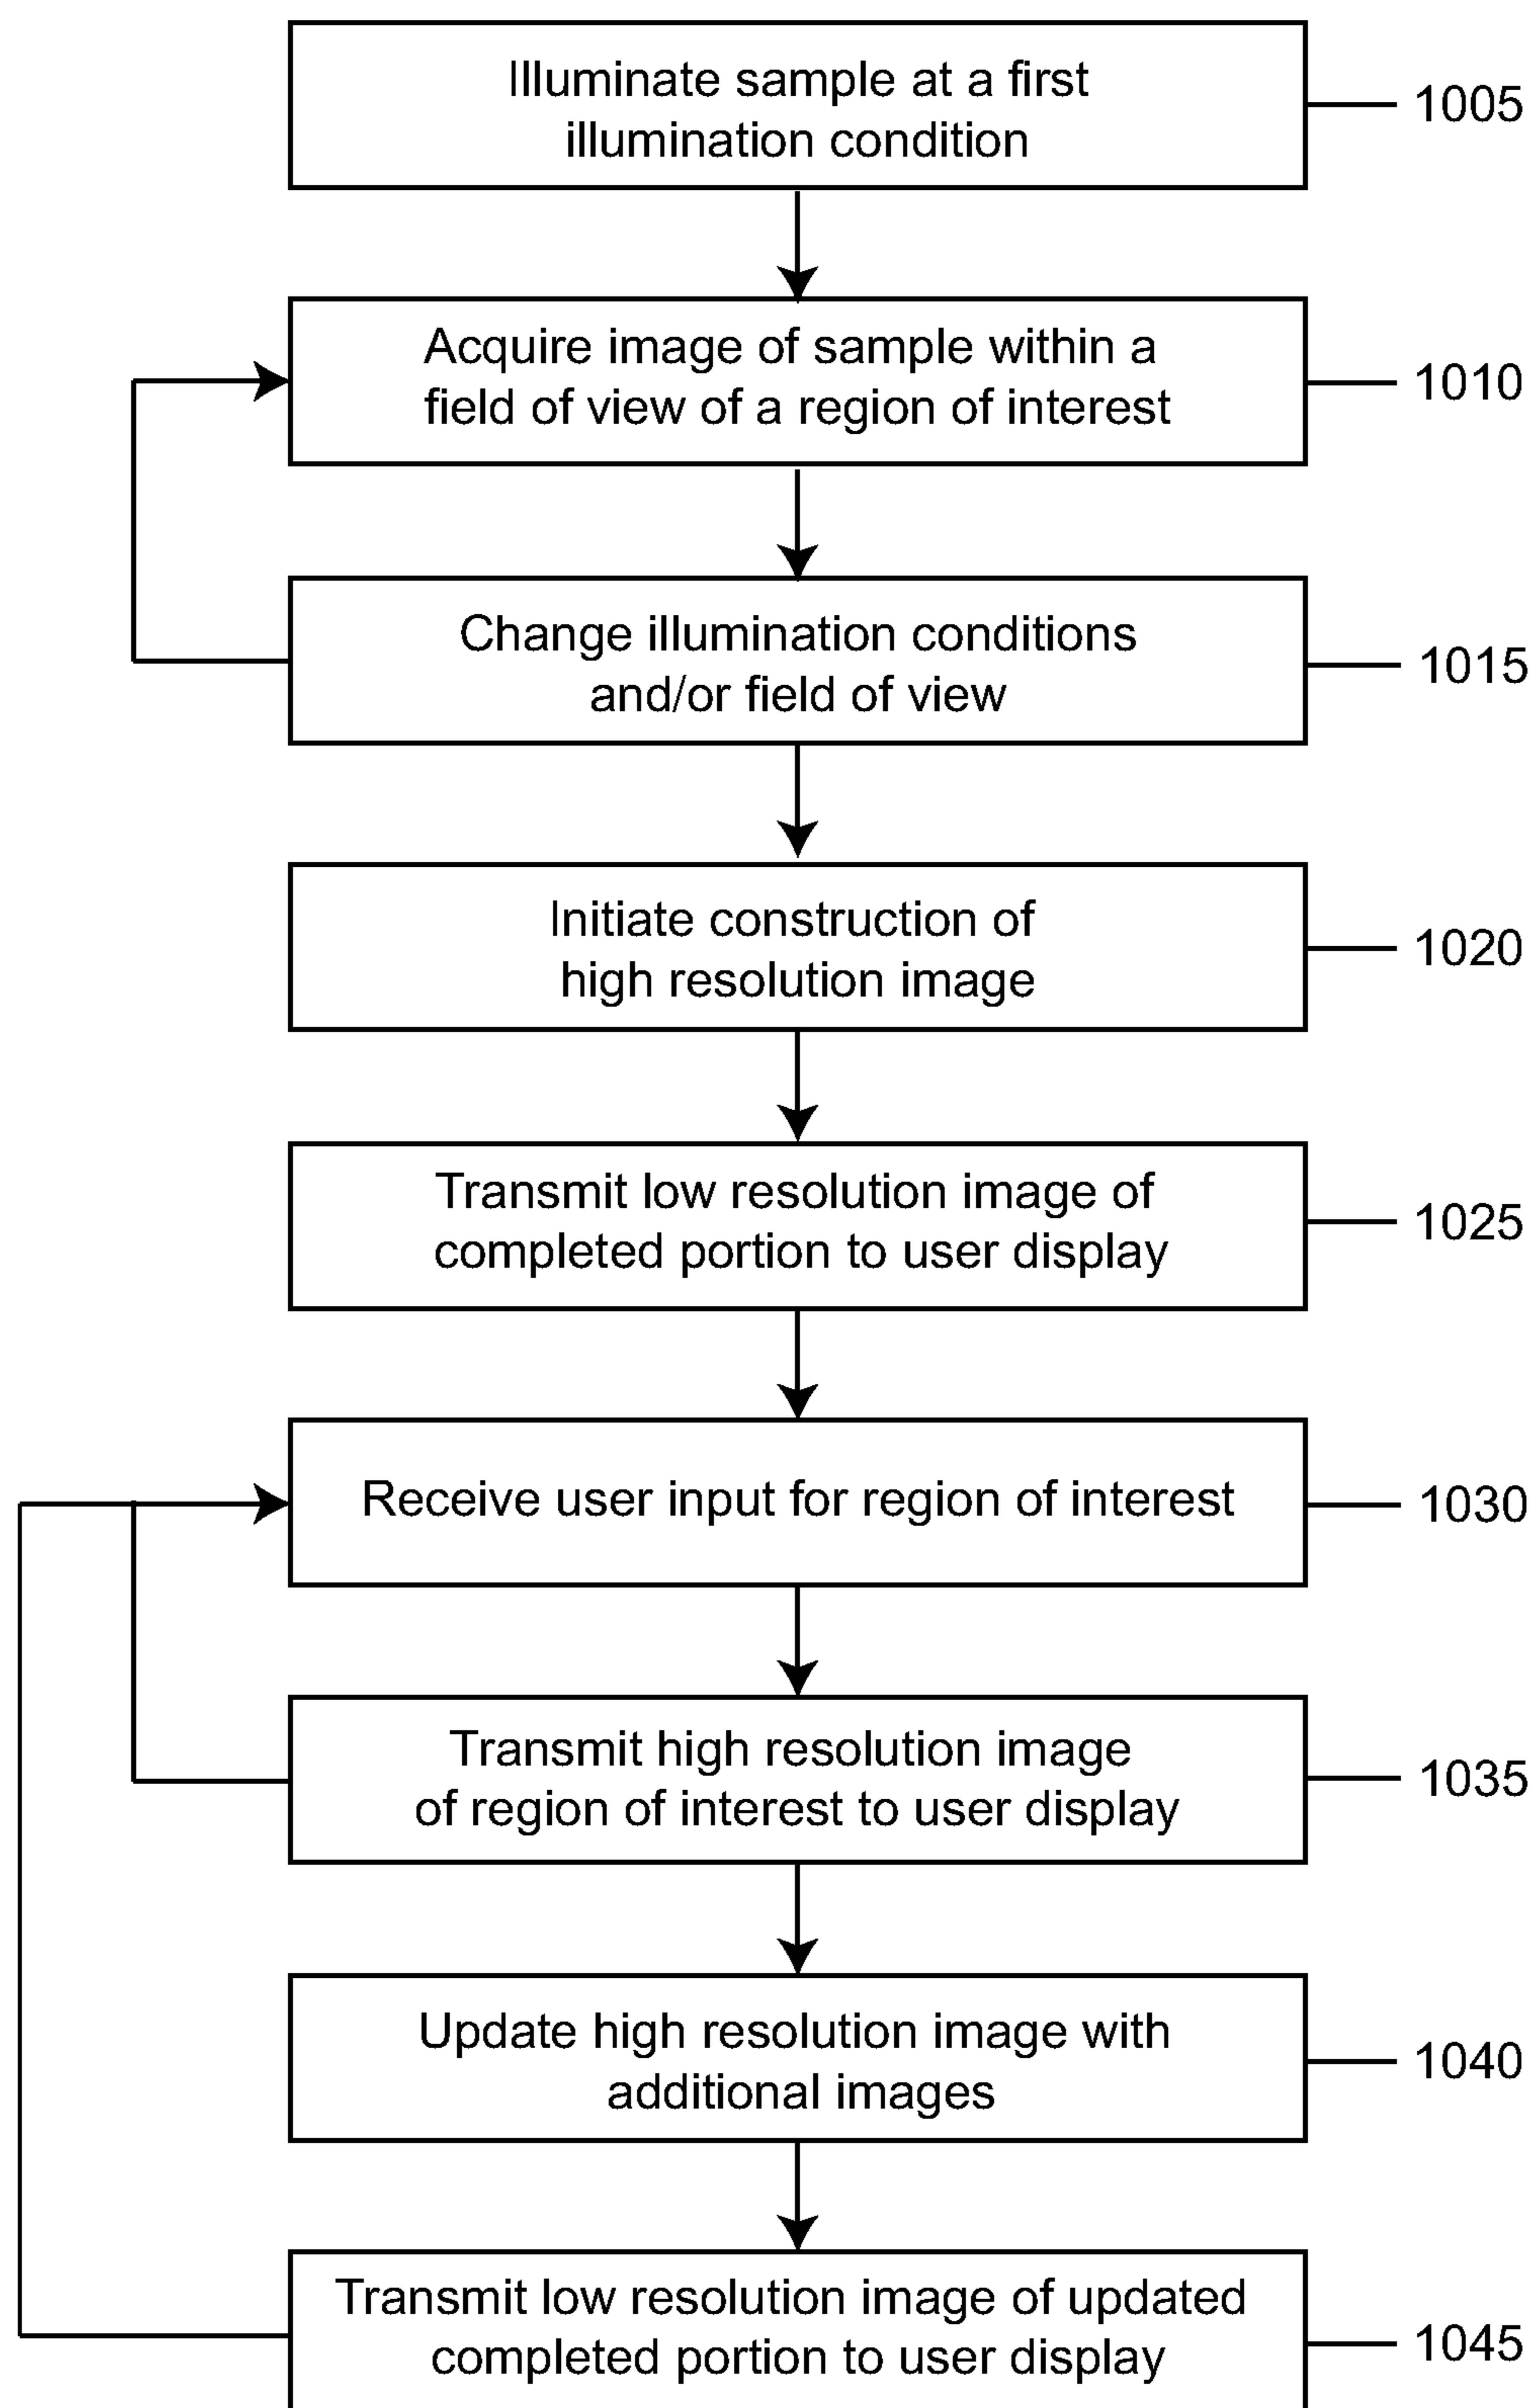 Illuminate sample at a first
illumination condition
1005
Acquire image of sample within a
field of view of a region of interest
1010
Change illumination conditions
and/or field of view
1015
Initiate construction of
high resolution image
1020
Transmit low resolution image of
completed portion to user display
1025
Receive user input for region of interest
1030
Transmit high resolution image
of region of interest to user display
1035
Update high resolution image with
additional images
1040
Transmit low resolution image of updated
completed portion to user display
1045